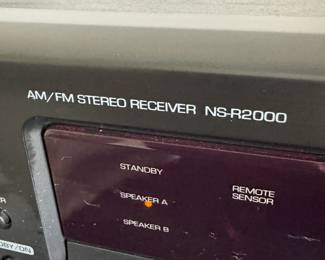 AM/FM STEREO RECEIVER NS-R2000
STANDBY
SPEAKER A
REMOTE
SENSOR
SPEAKER B